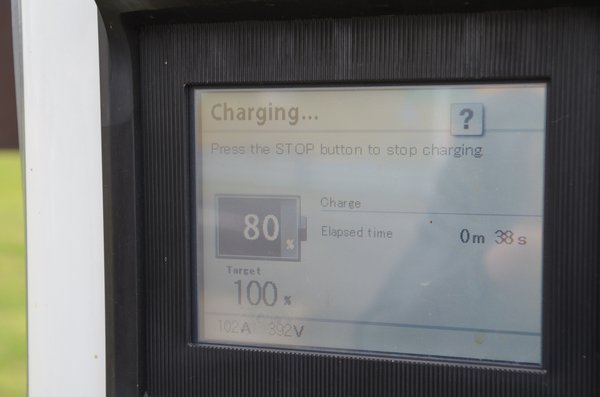 Charging...
?
Press the STOP button to stop charging.
Charge
80%
Elapsed time 0m 38s
Target
100%
102A 392V